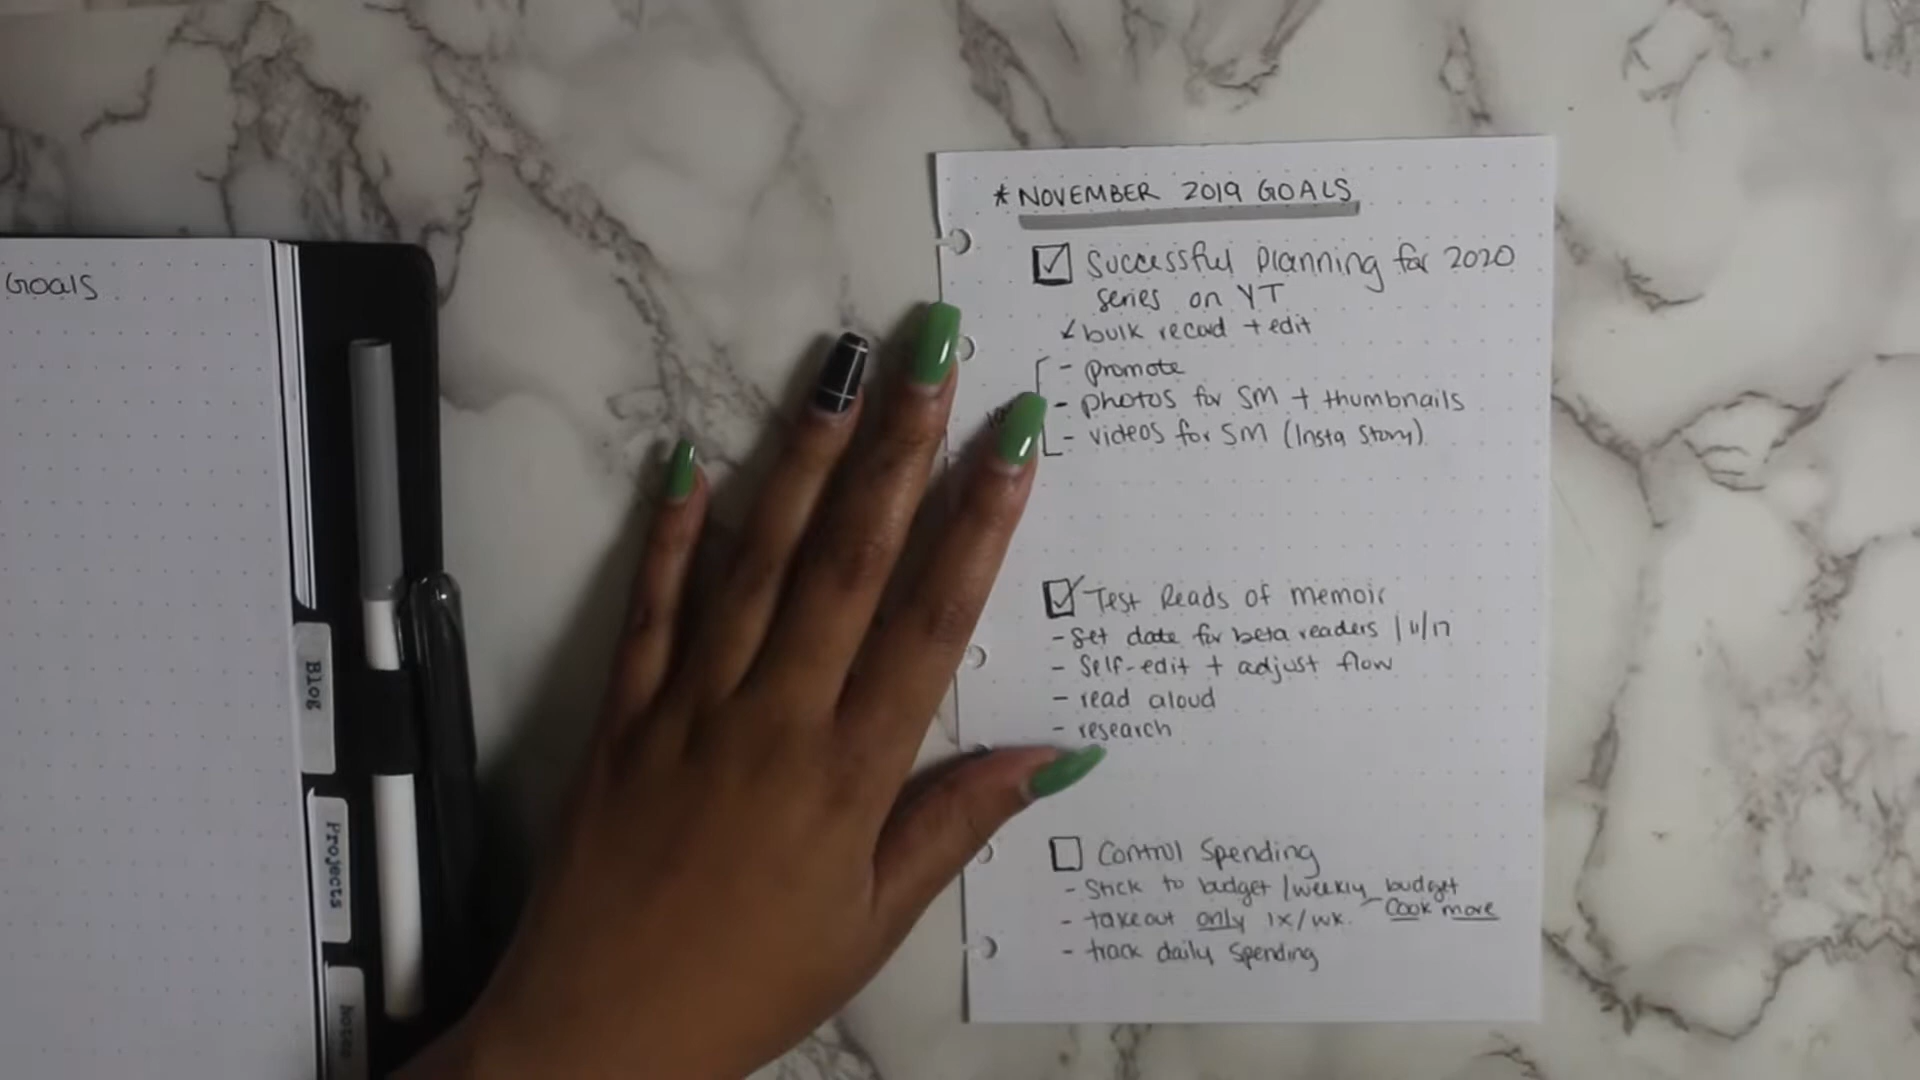 Goals
Blog
Projects
Notes
* NOVEMBER 2019 GOALS
Successful Planning for 2020
series on YT
bulk record + edit
- promote
- photos for SM + thumbnails
- videos for SM (Insta Story)
Test Reads of memoir
- Set date for beta readers | 11/17
- Self-edit + adjust flow
- read aloud
- research
Control Spending
- Stick to budget / weekly budget
- takeout only 1x/wk. - Cook more
- track daily spending